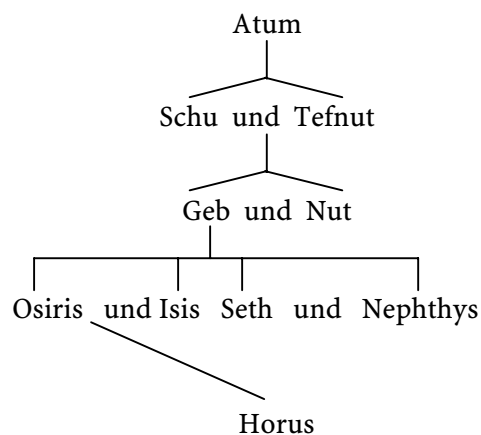 Atum
Schu und Tefnut
Geb und Nut
Osiris und Isis Seth und Nephthys
Horus